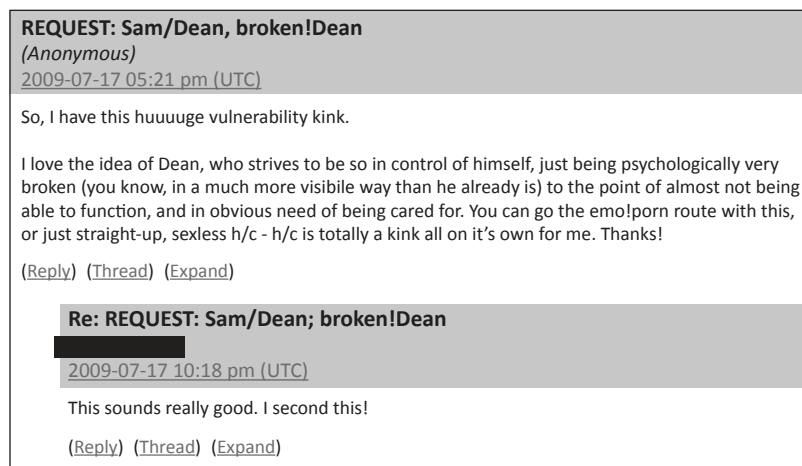 REQUEST: Sam/Dean, broken!Dean
(Anonymous)
2009-07-17 05:21 pm (UTC)
So, I have this huuuuge vulnerability kink.
I love the idea of Dean, who strives to be so in control of himself, just being psychologically very
broken (you know, in a much more visibile way than he already is) to the point of almost not being
able to function, and in obvious need of being cared for. You can go the emo!porn route with this,
or just straight-up, sexless h/c - h/c is totally a kink all on it's own for me. Thanks!
(Reply) (Thread) (Expand)
Re: REQUEST: Sam/Dean; broken!Dean
2009-07-17 10:18 pm (UTC)
This sounds really good. I second this!
(Reply) (Thread) (Expand)